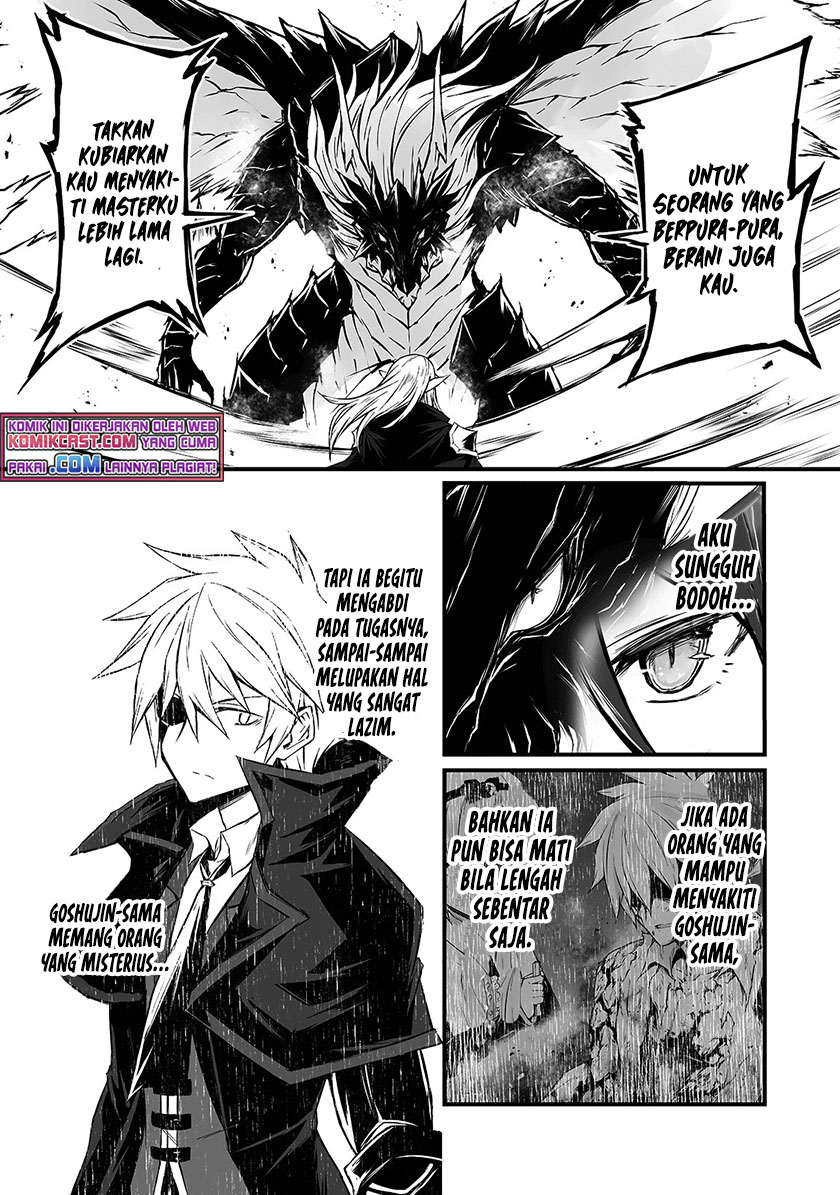 UNTUK
SEORANG YANG
BERPURA-PURA,
BERANI JUGA
KAU.
TAKKAN
KUBIARKAN
KAU MENYAKI-
TI MASTERKU
LEBIH LAMA
LAGI.
KOMIK INI DIKERJAKAN OLEH WEB
KOMIKCAST.COM YANG CUMA
PAKAI .COM LAINNYA PLAGIAT!
AKU
SUNGGUH
BODOH...
JIKA ADA
ORANG YANG
MAMPU
MENYAKITI
GOSHUJIN-
SAMA,
BAHKAN IA
PUN BISA MATI
BILA LENGAH
SEBENTAR
SAJA.
TAPI IA BEGITU
MENGABDI
PADA TUGASNYA,
SAMPAI-SAMPAI
MELUPAKAN HAL
YANG SANGAT
LAZIM.
GOSHUJIN-SAMA
MEMANG ORANG
YANG MISTERIUS...